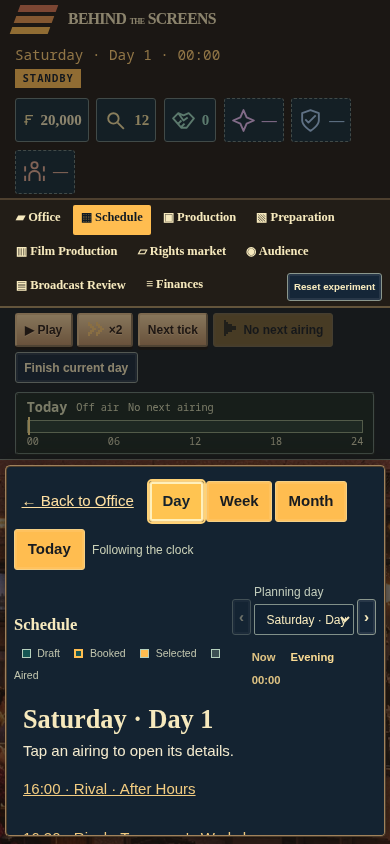 BEHIND THE SCREENS
Saturday · Day 1 · 00:00
STANDBY
₣ 20,000
12
0
—
—
—
Office
Schedule
Production
Preparation
Film Production
Rights market
Audience
Broadcast Review
Finances
Reset experiment
▶ Play
×2
Next tick
No next airing
Finish current day
Today Off air No next airing
00 06 12 18 24
← Back to Office
Day
Week
Month
Today
Following the clock
Schedule
Planning day
‹
Saturday · Day
›
Draft
Booked
Selected
Aired
Now
Evening
00:00
Saturday · Day 1
Tap an airing to open its details.
16:00 · Rival · After Hours